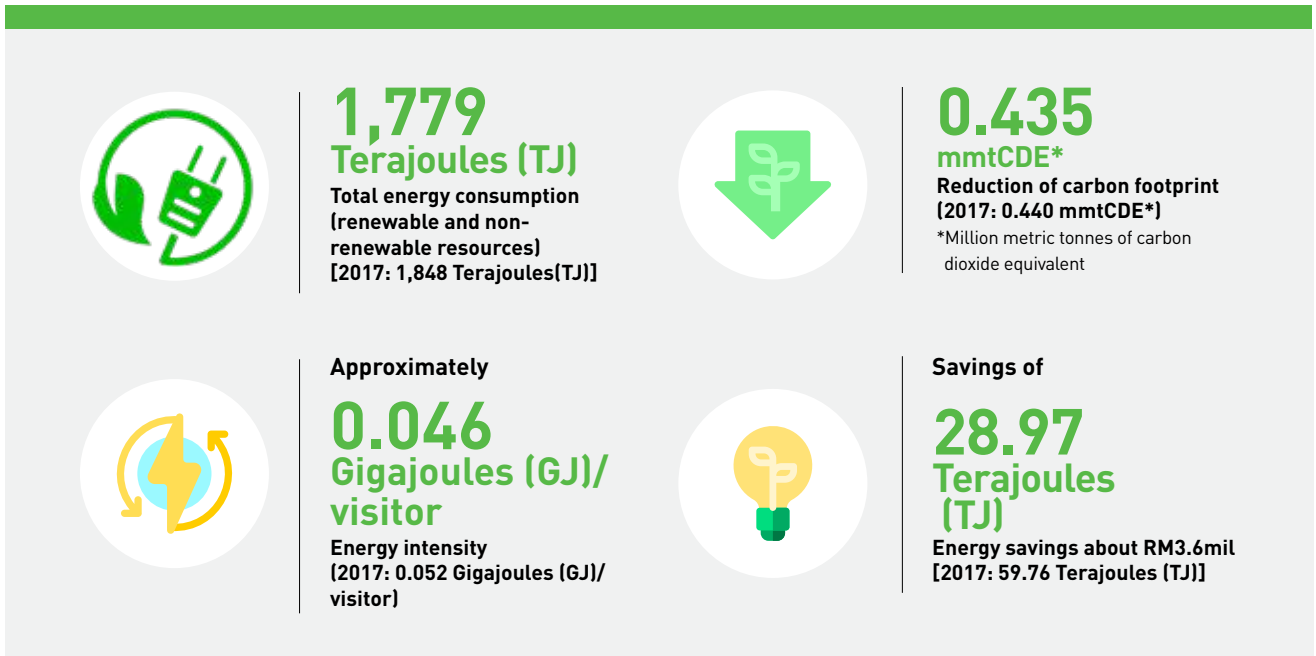 1,779
Terajoules (TJ)
Total energy consumption
(renewable and non-
renewable resources)
[2017: 1,848 Terajoules(TJ)]
0.435
mmtCDE*
Reduction of carbon footprint
(2017: 0.440 mmtCDE*)
*Million metric tonnes of carbon
dioxide equivalent
Approximately
0.046
Gigajoules (GJ)/
visitor
Energy intensity
(2017: 0.052 Gigajoules (GJ)/
visitor)
Savings of
28.97
Terajoules
(TJ)
Energy savings about RM3.6mil
[2017: 59.76 Terajoules (TJ)]